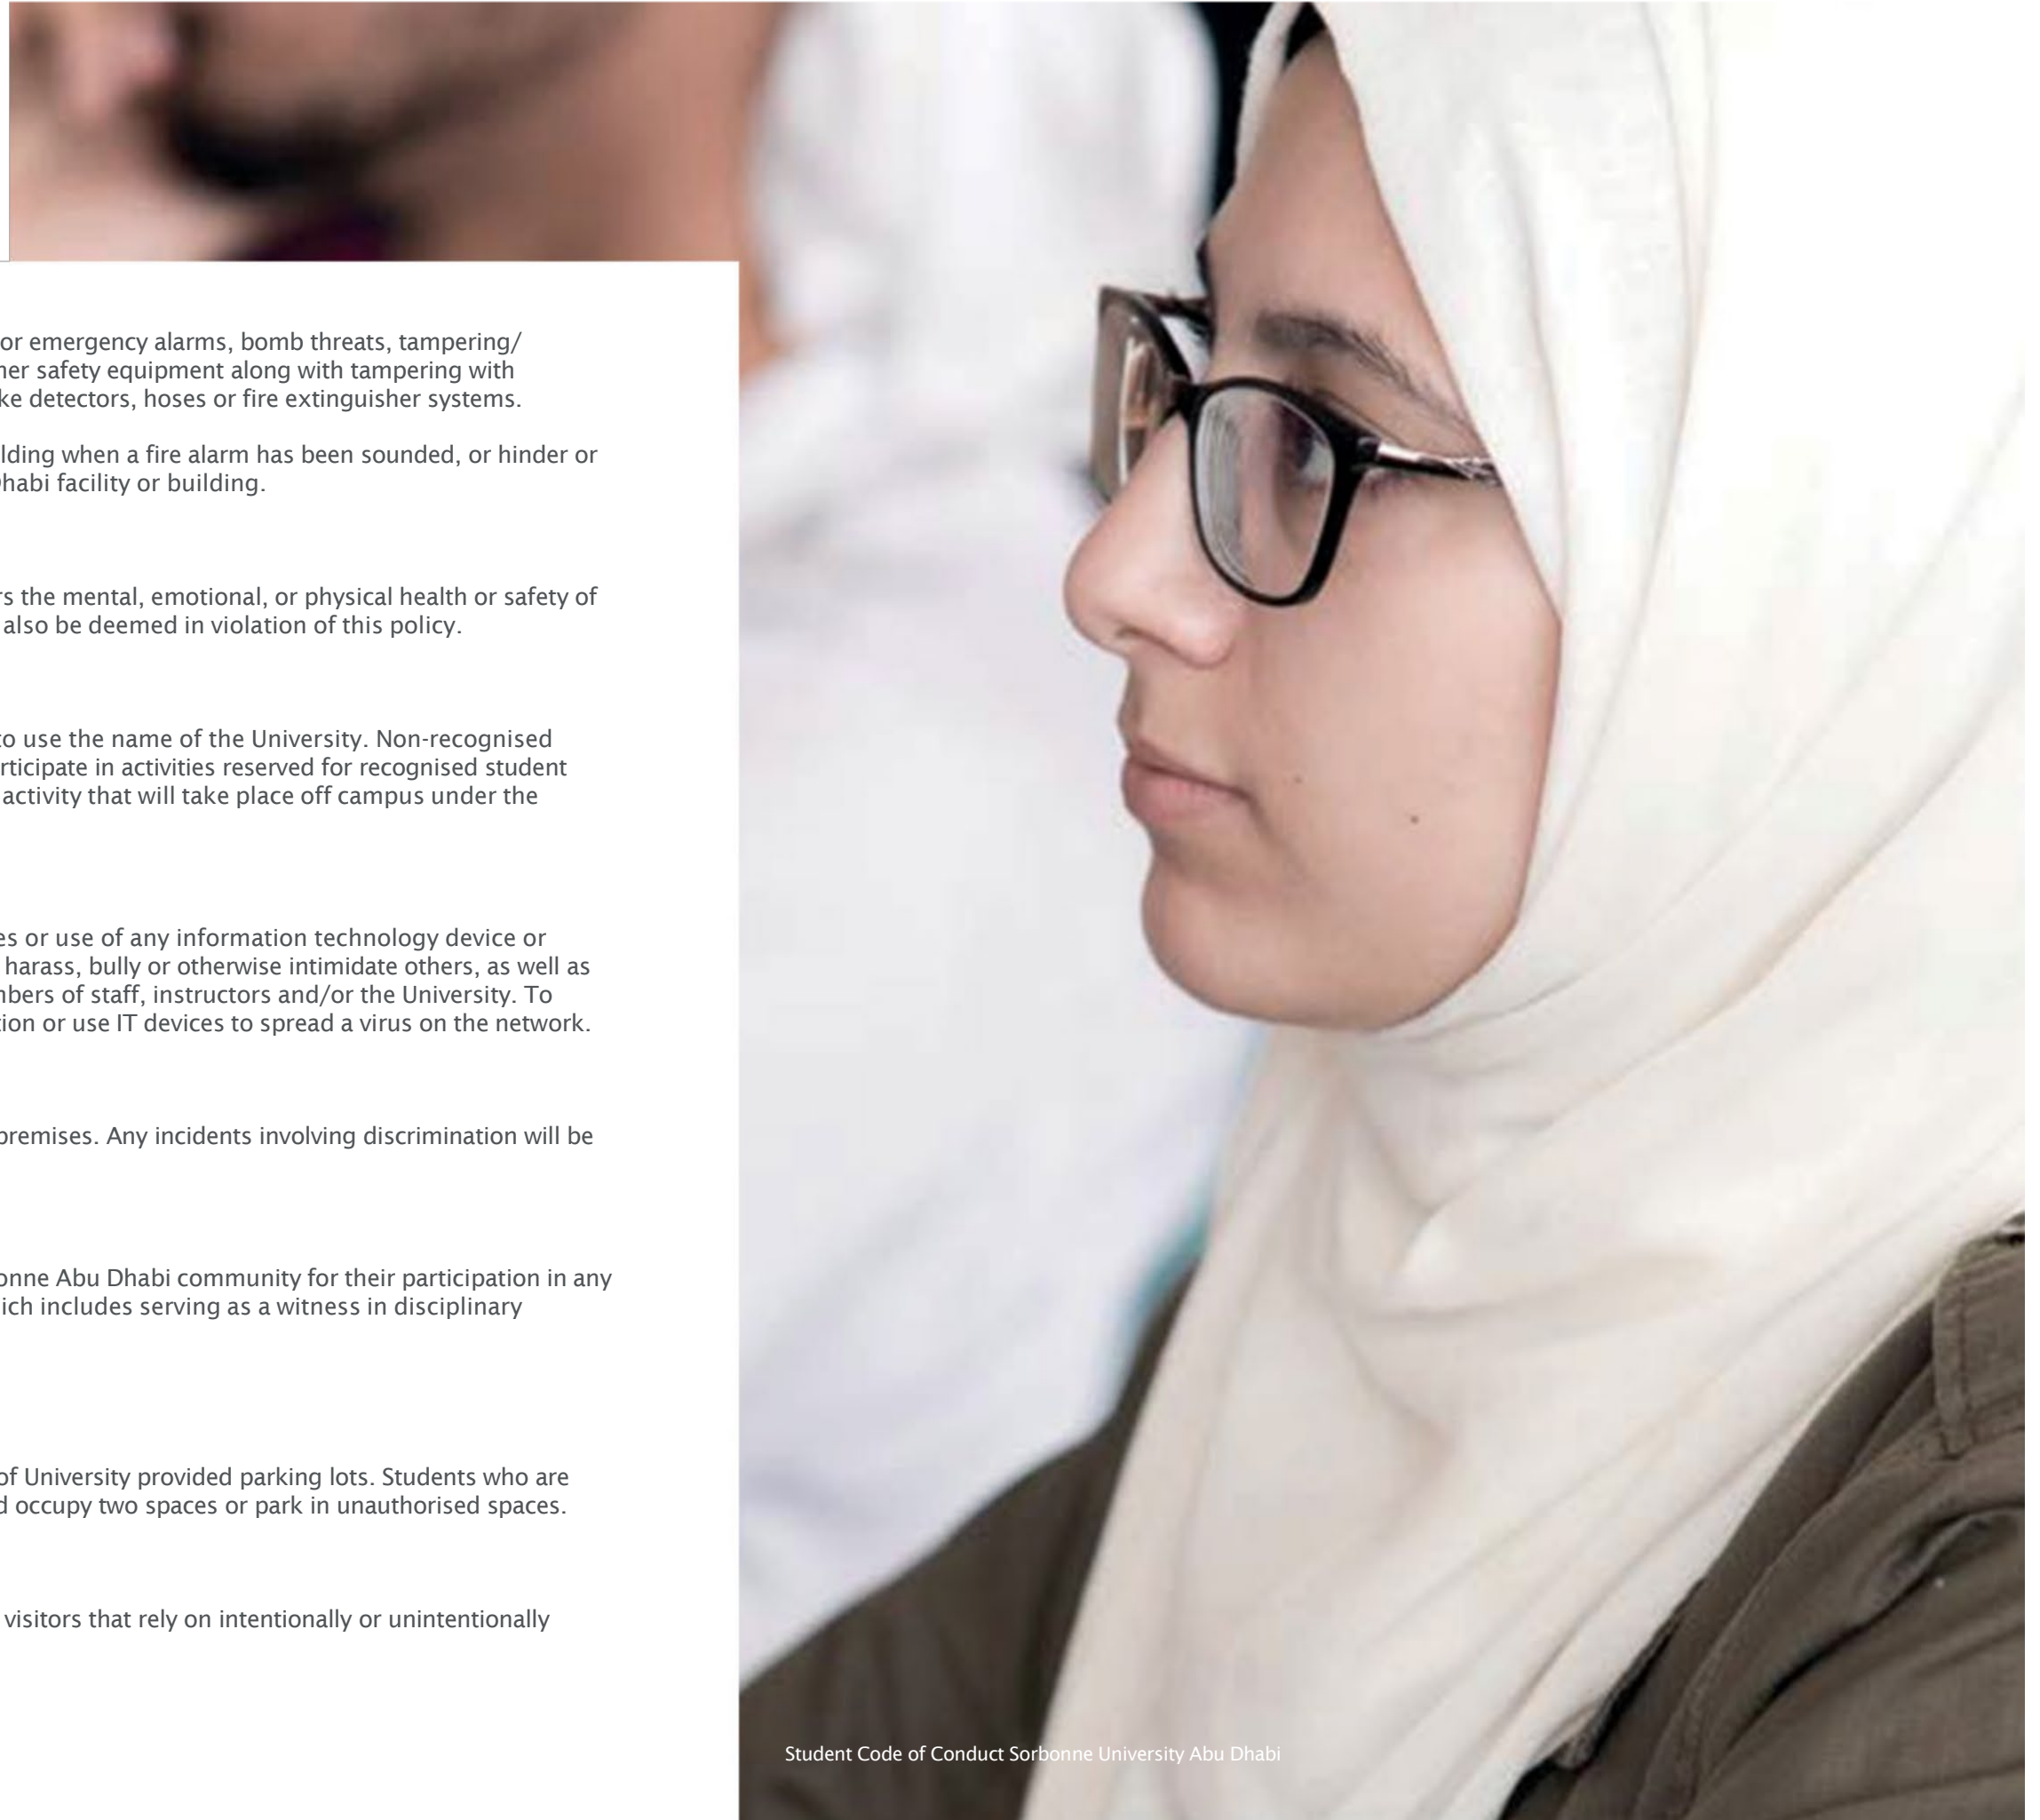 or emergency alarms, bomb threats, tampering/
her safety equipment along with tampering with
ke detectors, hoses or fire extinguisher systems.
lding when a fire alarm has been sounded, or hinder or
habi facility or building.
rs the mental, emotional, or physical health or safety of
also be deemed in violation of this policy.
to use the name of the University. Non-recognised
rticipate in activities reserved for recognised student
activity that will take place off campus under the
es or use of any information technology device or
harass, bully or otherwise intimidate others, as well as
nbers of staff, instructors and/or the University. To
tion or use IT devices to spread a virus on the network.
premises. Any incidents involving discrimination will be
onne Abu Dhabi community for their participation in any
ich includes serving as a witness in disciplinary
of University provided parking lots. Students who are
d occupy two spaces or park in unauthorised spaces.
visitors that rely on intentionally or unintentionally
Student Code of Conduct Sorbonne University Abu Dhabi